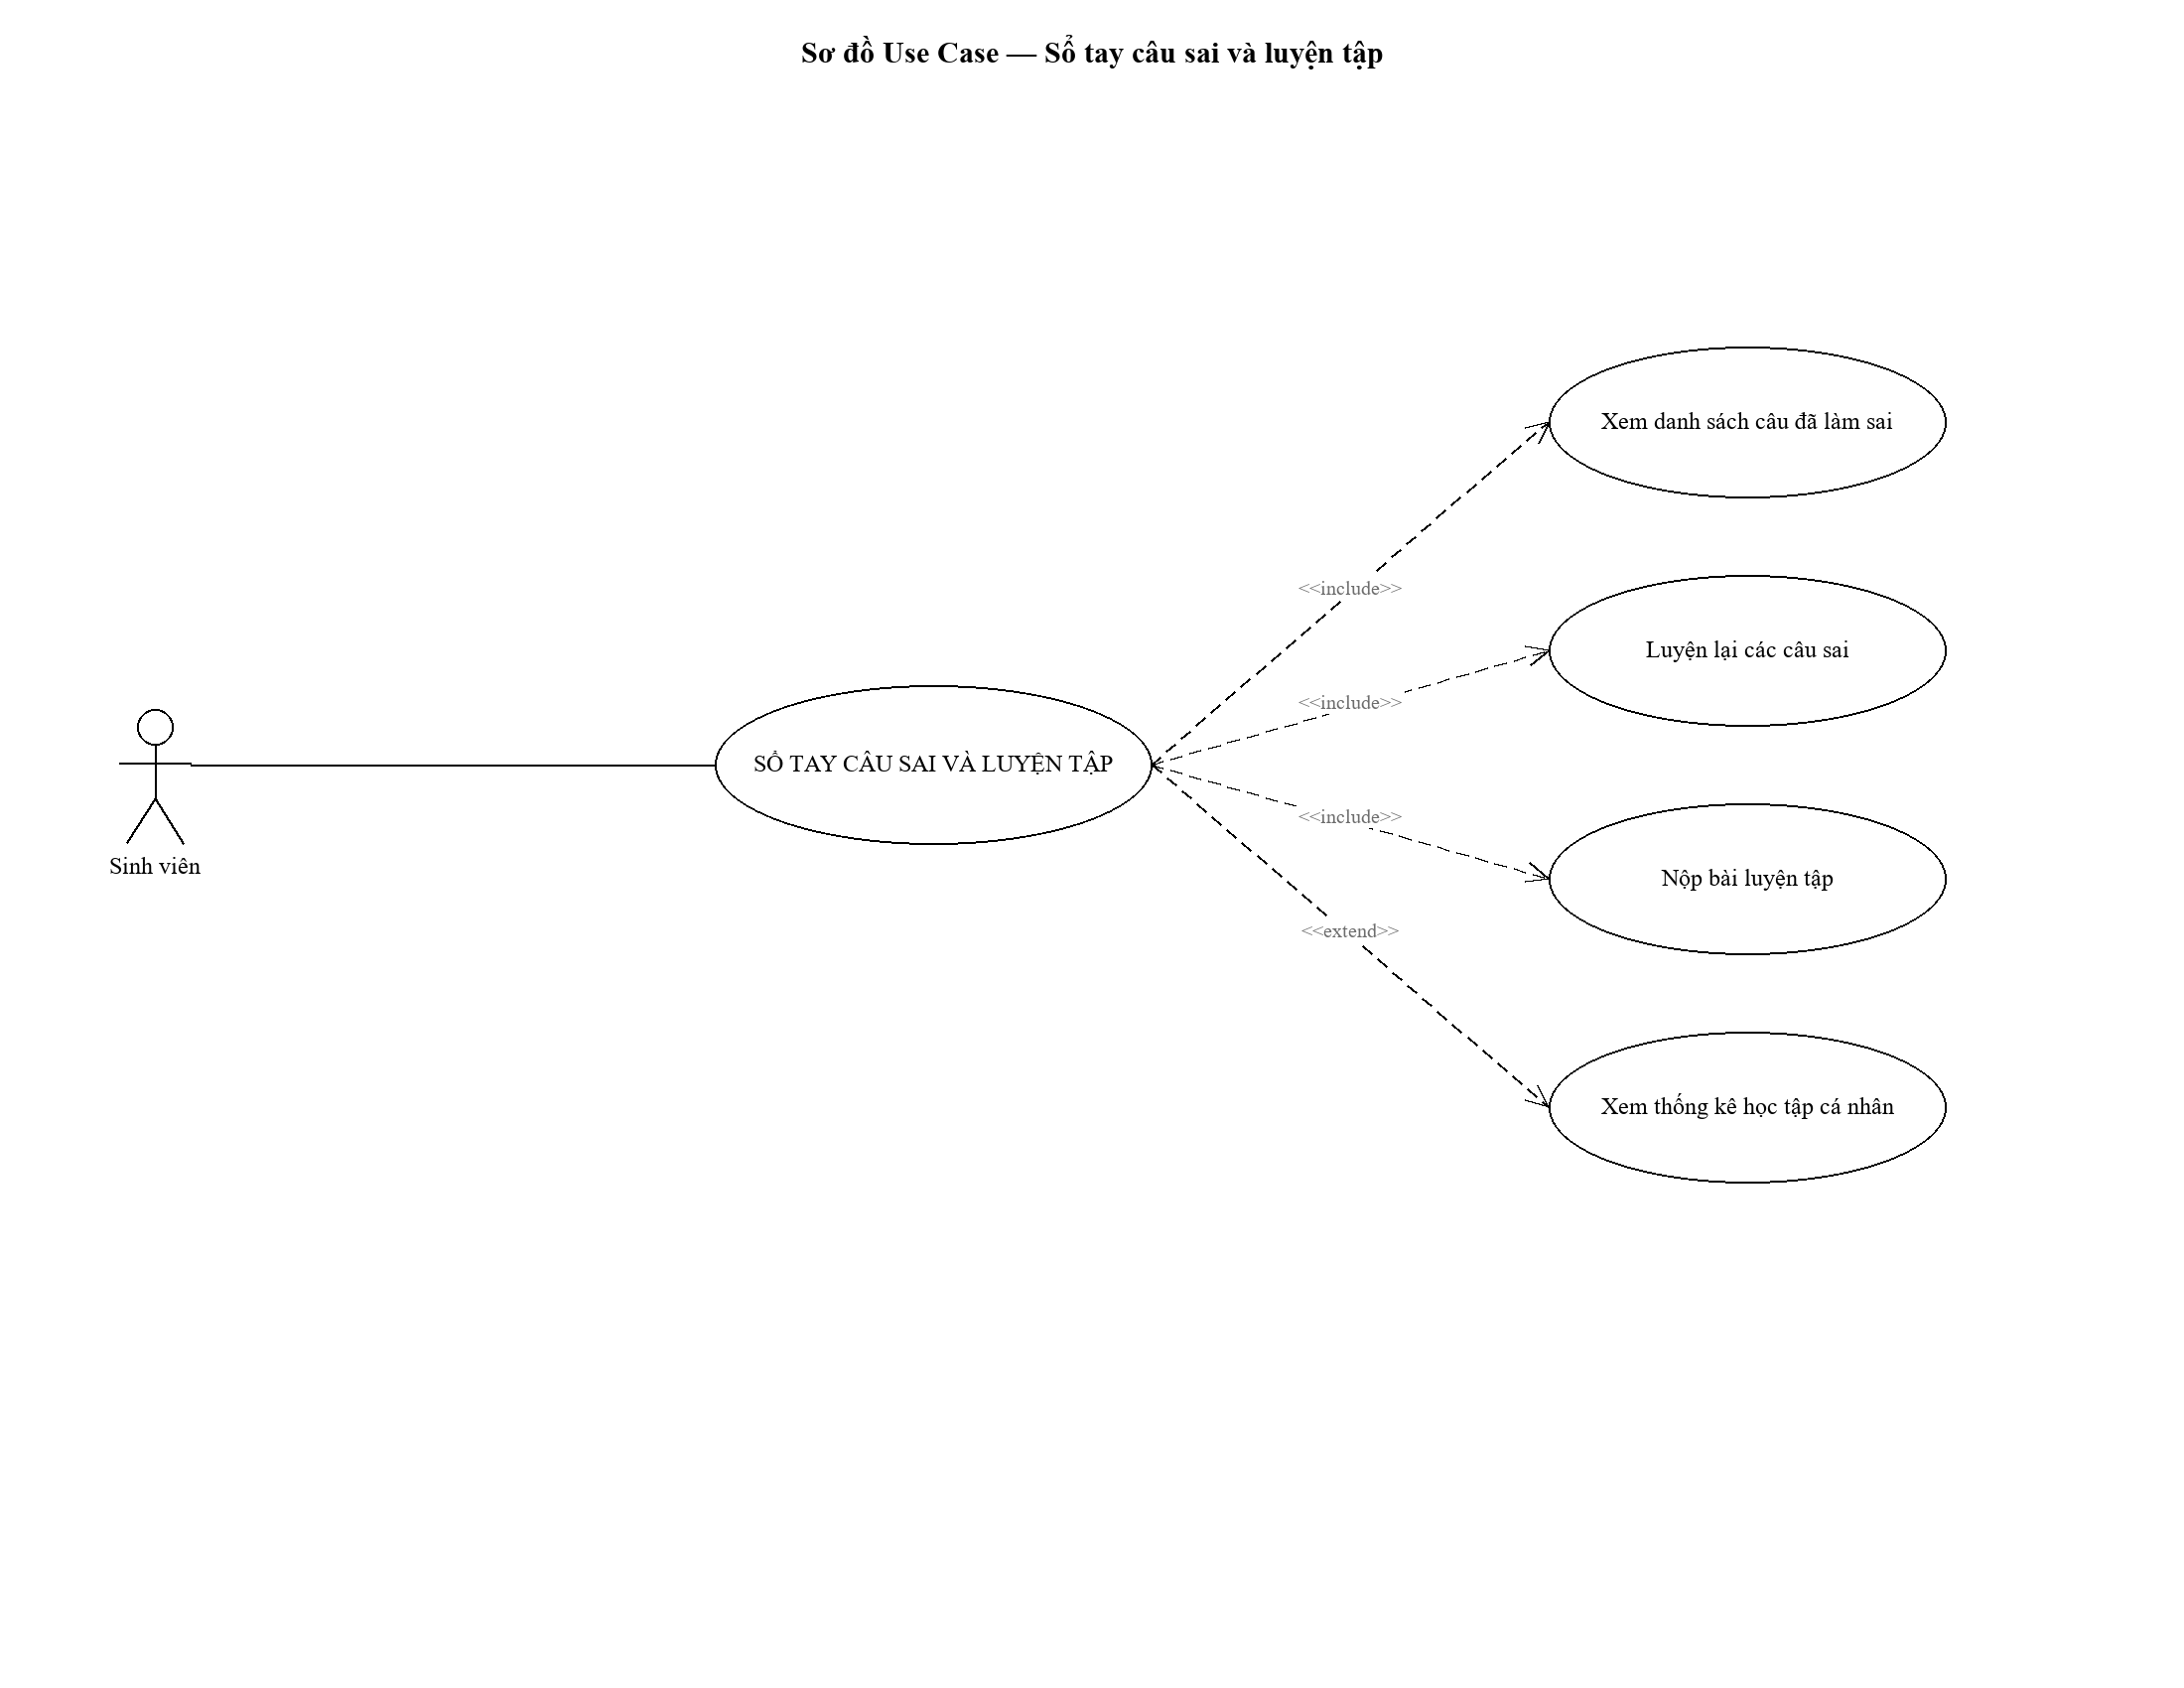 Sơ đồ Use Case — Sổ tay câu sai và luyện tập
Xem danh sách câu đã làm sai
<<include>>
Luyện lại các câu sai
<<include>>
SỔ TAY CÂU SAI VÀ LUYỆN TẬP
<<include>>
Sinh viên
Nộp bài luyện tập
<<extend>>
Xem thống kê học tập cá nhân